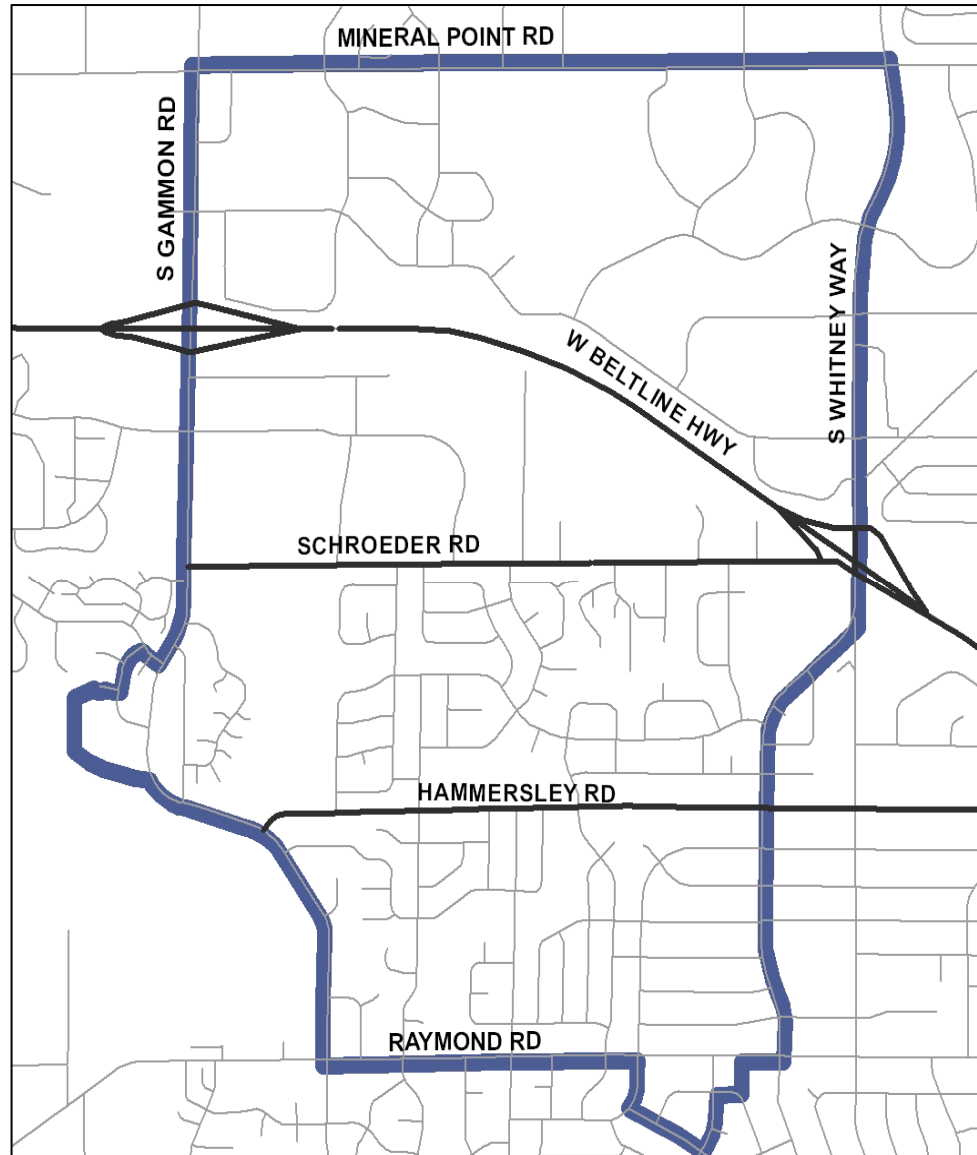 MINERAL POINT RD
S GAMMON RD
S WHITNEY WAY
W BELTLINE HWY
SCHROEDER RD
HAMMERSLEY RD
RAYMOND RD